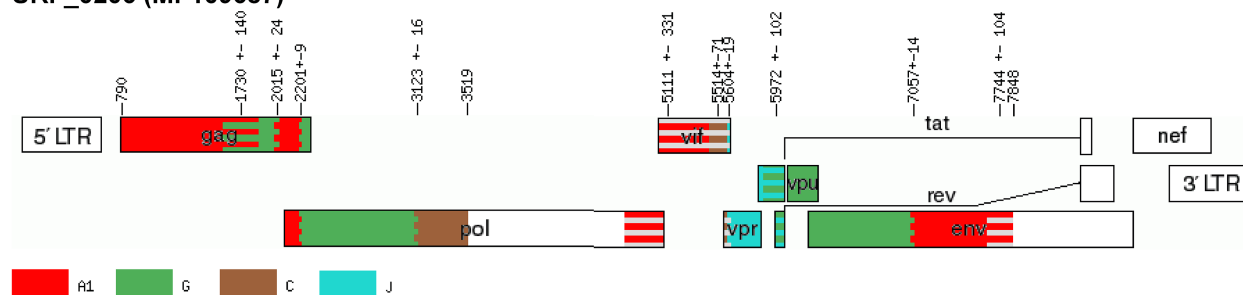 790
1730 +- 140
2015 +- 24
2201+-9
3123 +- 16
3519
5111 +- 331
5514+-71
5604+-19
5972 +- 102
7057+-14
7744 +- 104
7848
5´ LTR
gag
vif
tat
nef
vpu
rev
3´ LTR
pol
vpr
env
A1
G
C
J